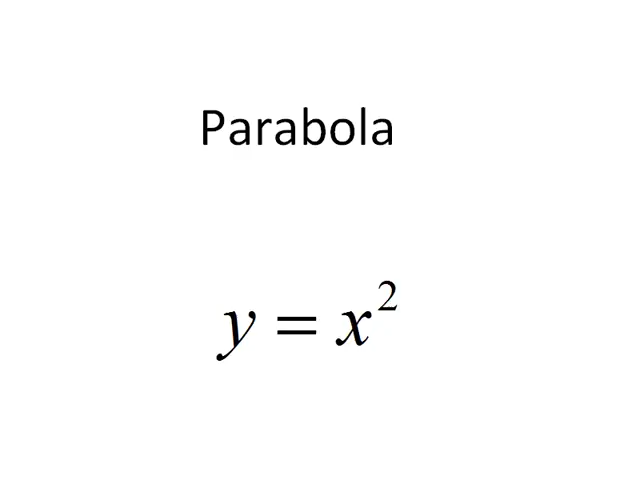 Parabola
y = x²